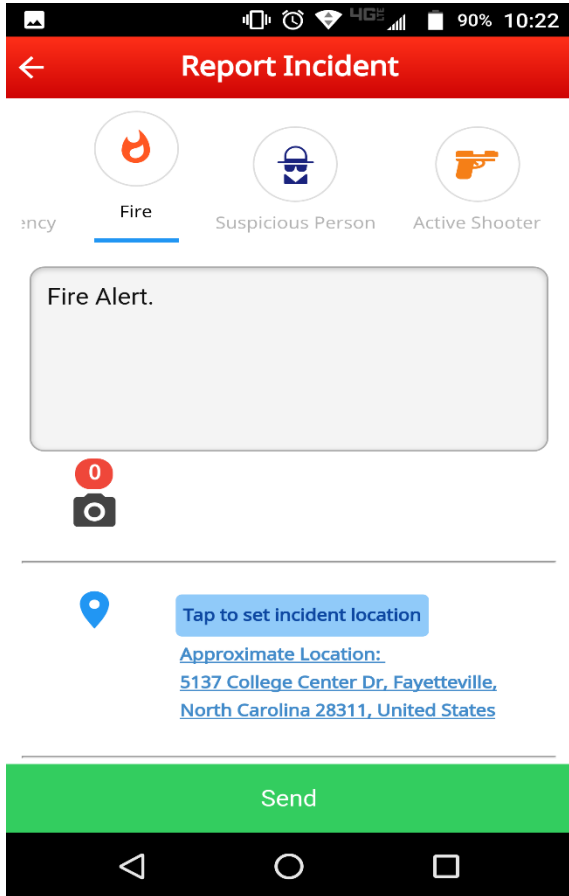 4G 90% 10:22
Report Incident
ency Fire Suspicious Person Active Shooter
Fire Alert.
0
Tap to set incident location
Approximate Location:
5137 College Center Dr, Fayetteville,
North Carolina 28311, United States
Send